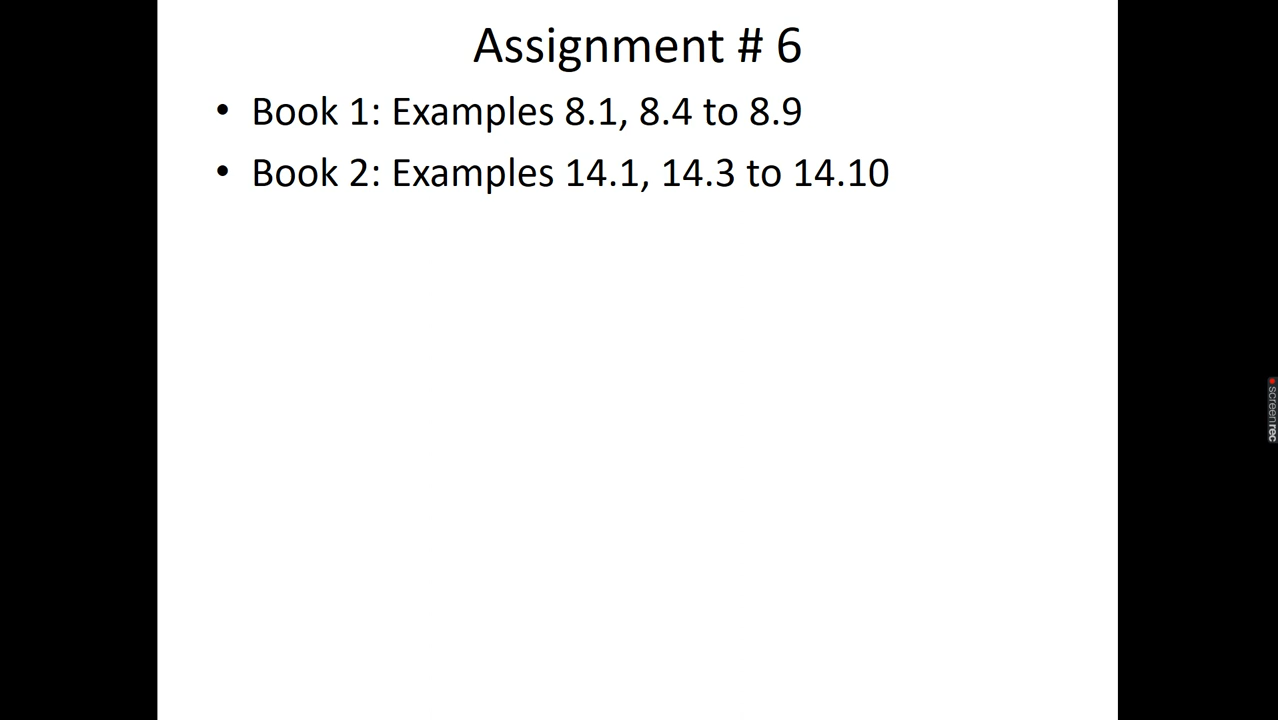 Assignment # 6
• Book 1: Examples 8.1, 8.4 to 8.9
• Book 2: Examples 14.1, 14.3 to 14.10
screenrec